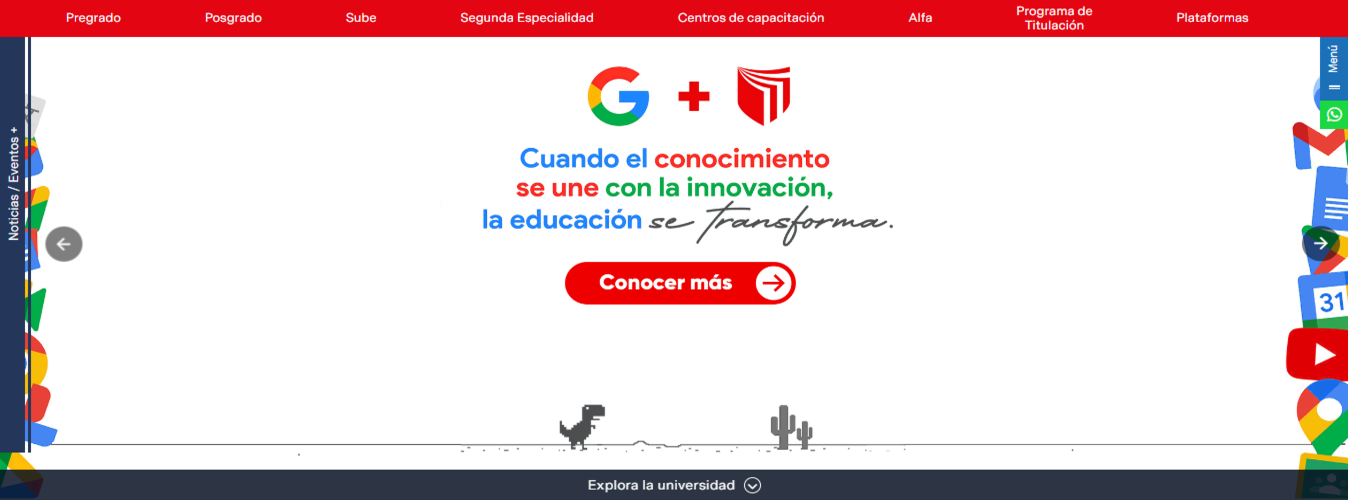 Pregrado
Posgrado
Sube
Segunda Especialidad
Centros de capacitación
Alfa
Programa de
Titulación
Plataformas
Menú
Noticias / Eventos +
Cuando el conocimiento
se une con la innovación,
la educación se transforma.
Conocer más
31
Explora la universidad